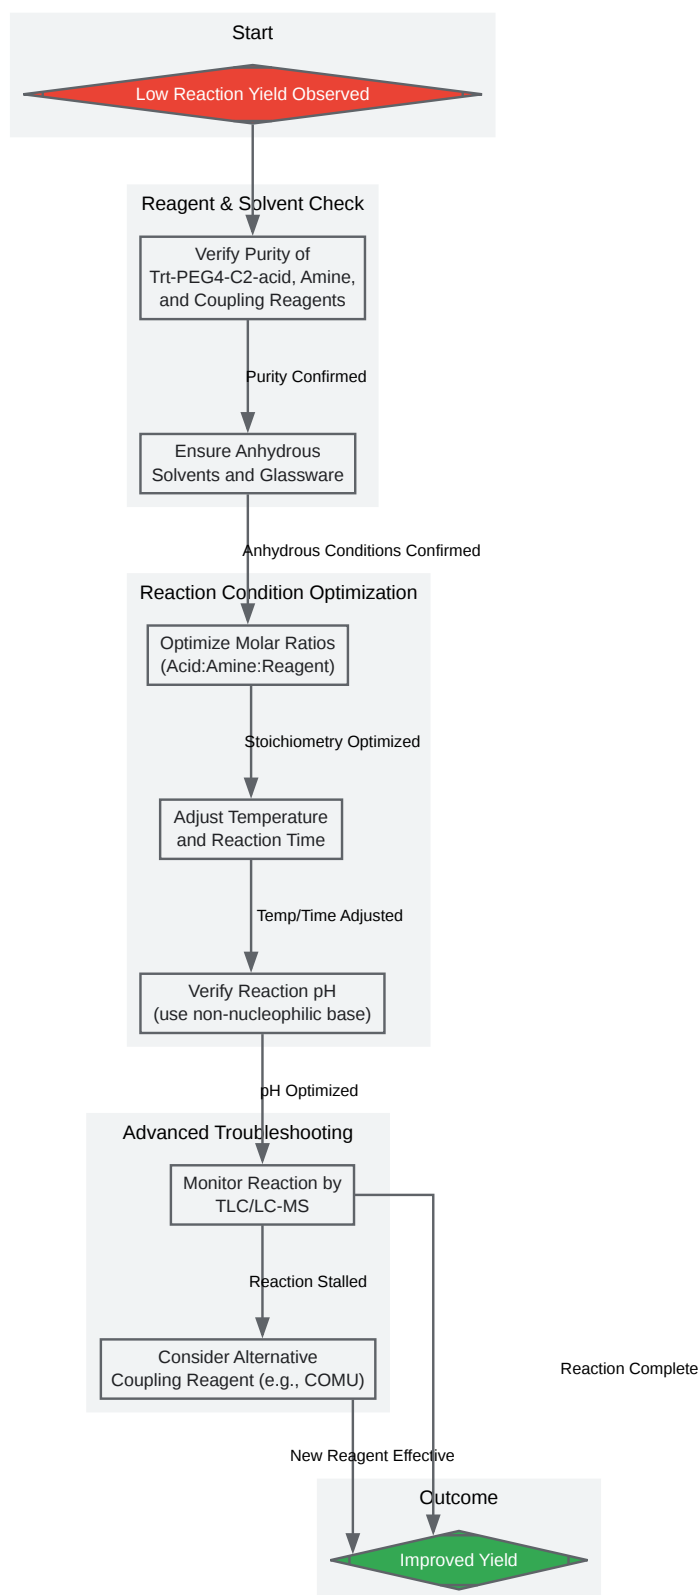 Start
Low Reaction Yield Observed
Reagent & Solvent Check
Verify Purity of
Trt-PEG4-C2-acid, Amine,
and Coupling Reagents
Purity Confirmed
Ensure Anhydrous
Solvents and Glassware
Anhydrous Conditions Confirmed
Reaction Condition Optimization
Optimize Molar Ratios
(Acid:Amine:Reagent)
Stoichiometry Optimized
Adjust Temperature
and Reaction Time
Temp/Time Adjusted
Verify Reaction pH
(use non-nucleophilic base)
pH Optimized
Advanced Troubleshooting
Monitor Reaction by
TLC/LC-MS
Reaction Stalled
Consider Alternative
Coupling Reagent (e.g., COMU)
Reaction Complete
New Reagent Effective
Outcome
Improved Yield